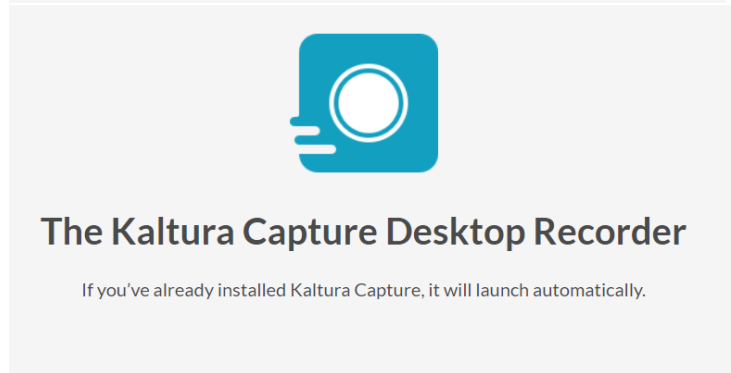 The Kaltura Capture Desktop Recorder
If you’ve already installed Kaltura Capture, it will launch automatically.